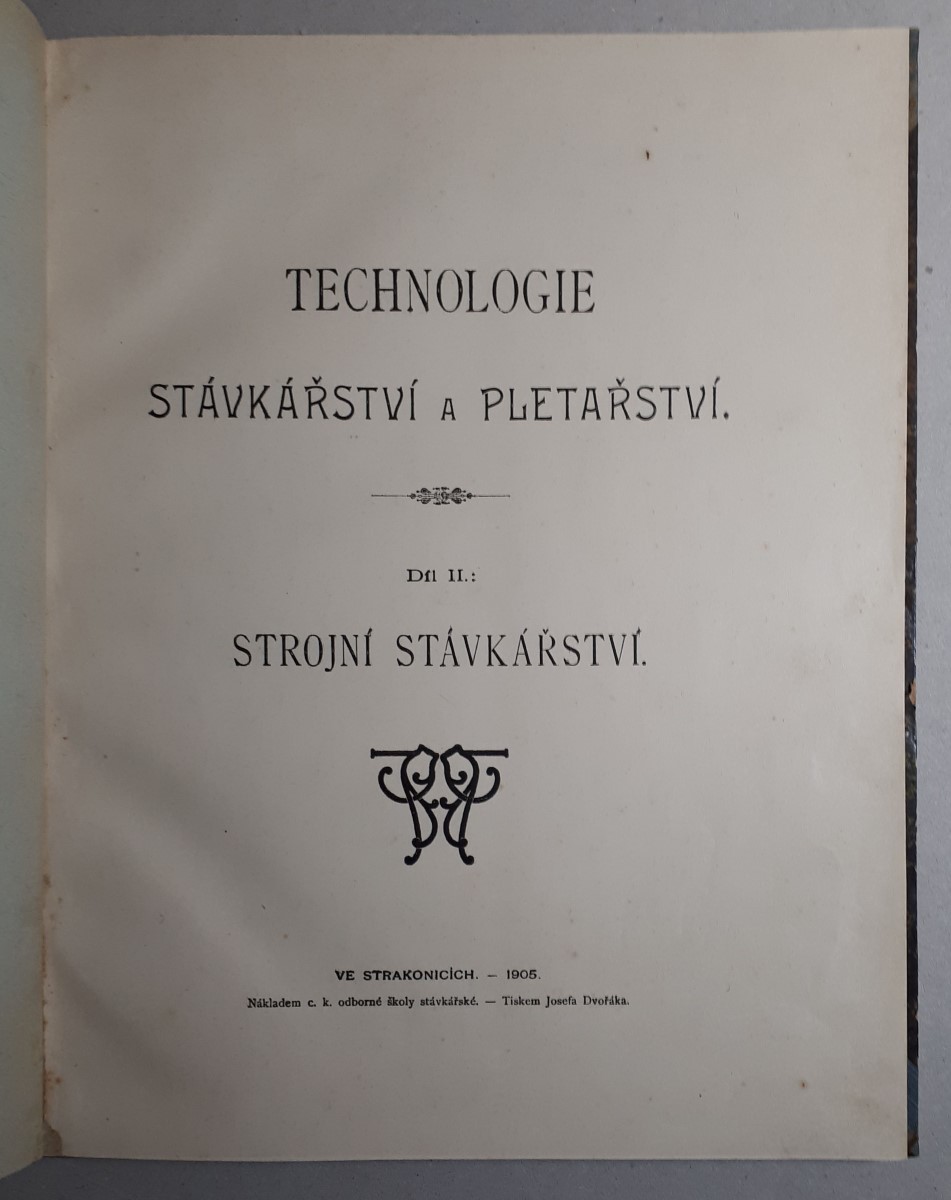 TECHNOLOGIE
STÁVKÁŘSTVÍ A PLETAŘSTVÍ.
Díl II.:
STROJNÍ STÁVKÁŘSTVÍ.
VE STRAKONICÍCH. — 1905.
Nákladem c. k. odborné školy stávkářské. — Tiskem Josefa Dvořáka.